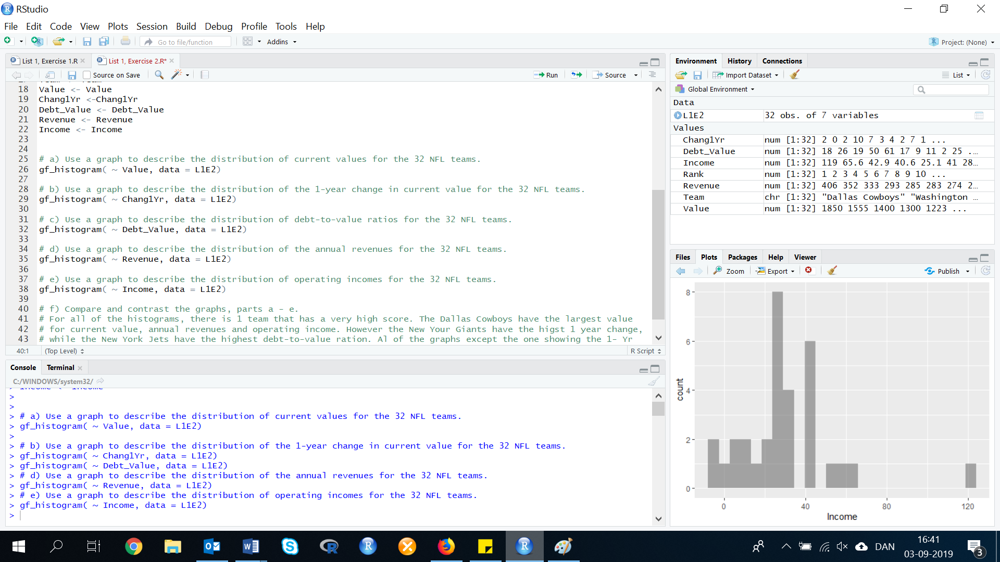 RStudio
File Edit Code View Plots Session Build Debug Profile Tools Help
Go to file/function Addins Project: (None)
List 1, Exercise 1.R List 1, Exercise 2.R*
Source on Save Run Source
18 Value <- Value
19 Chang1Yr <-Chang1Yr
20 Debt_Value <- Debt_Value
21 Revenue <- Revenue
22 Income <- Income
23
24
25 # a) Use a graph to describe the distribution of current values for the 32 NFL teams.
26 gf_histogram( ~ Value, data = L1E2)
27
28 # b) Use a graph to describe the distribution of the 1-year change in current value for the 32 NFL teams.
29 gf_histogram( ~ Chang1Yr, data = L1E2)
30
31 # c) Use a graph to describe the distribution of debt-to-value ratios for the 32 NFL teams.
32 gf_histogram( ~ Debt_Value, data = L1E2)
33
34 # d) Use a graph to describe the distribution of the annual revenues for the 32 NFL teams.
35 gf_histogram( ~ Revenue, data = L1E2)
36
37 # e) Use a graph to describe the distribution of operating incomes for the 32 NFL teams.
38 gf_histogram( ~ Income, data = L1E2)
39
40 # f) Compare and contrast the graphs, parts a - e.
41 # For all of the histograms, there is 1 team that has a very high score. The Dallas Cowboys have the largest value
42 # for current value, annual revenues and operating income. However the New Your Giants have the higst 1 year change,
43 # while the New York Jets have the highest debt-to-value ration. Al of the graphs except the one showing the 1- Yr
40:1 (Top Level) R Script
Console Terminal
C:/WINDOWS/system32/
> Income <- Income
>
>
> # a) Use a graph to describe the distribution of current values for the 32 NFL teams.
> gf_histogram( ~ Value, data = L1E2)
>
> # b) Use a graph to describe the distribution of the 1-year change in current value for the 32 NFL teams.
> gf_histogram( ~ Chang1Yr, data = L1E2)
> gf_histogram( ~ Debt_Value, data = L1E2)
> # d) Use a graph to describe the distribution of the annual revenues for the 32 NFL teams.
> gf_histogram( ~ Revenue, data = L1E2)
> # e) Use a graph to describe the distribution of operating incomes for the 32 NFL teams.
> gf_histogram( ~ Income, data = L1E2)
>
Environment History Connections
Import Dataset List
Global Environment
Data
L1E2 32 obs. of 7 variables
Values
Chang1Yr num [1:32] 2 0 2 10 7 3 4 2 7 1 ...
Debt_Value num [1:32] 18 26 19 50 61 17 9 11 2 25 ...
Income num [1:32] 119 65.6 42.9 40.6 25.1 41 28...
Rank num [1:32] 1 2 3 4 5 6 7 8 9 10 ...
Revenue num [1:32] 406 352 333 293 285 283 274 2...
Team chr [1:32] "Dallas Cowboys" "Washington ...
Value num [1:32] 1850 1555 1400 1300 1223 ...
Files Plots Packages Help Viewer
Zoom Export Publish
8
6
4
2
0
count
0 40 80 120
Income
DAN
16:41
03-09-2019
3